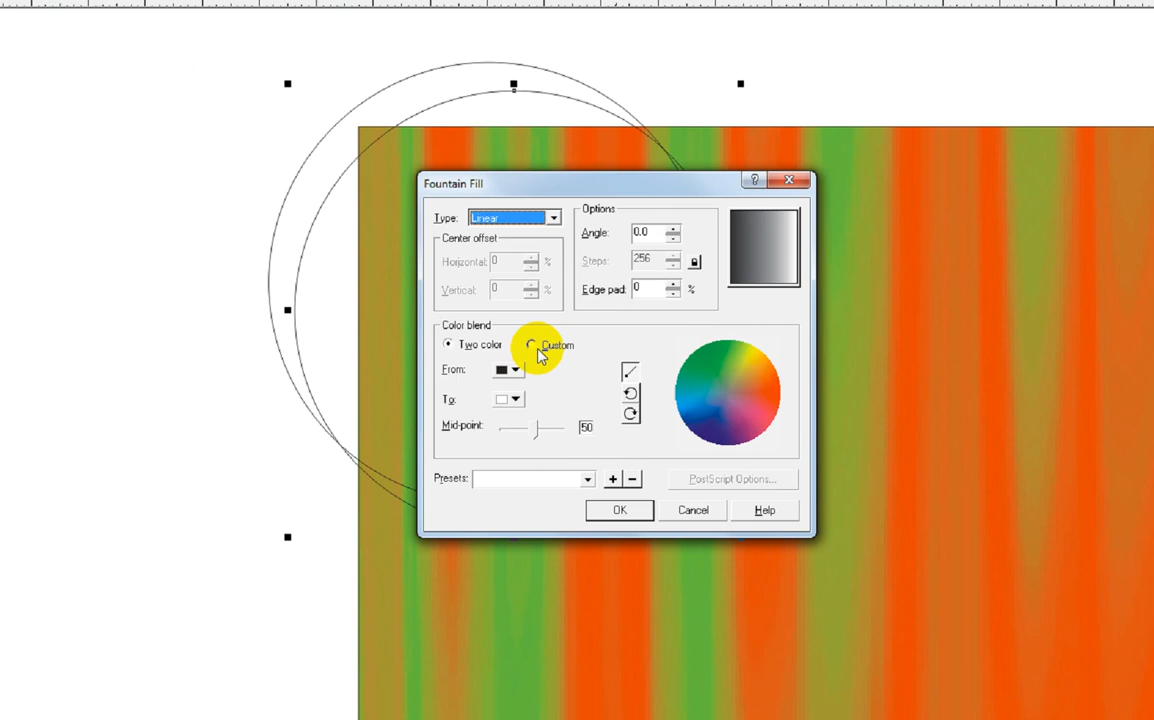 Fountain Fill
Type: Linear
Options
Angle: 0.0
Center offset
Horizontal: 0 %
Steps: 256
Vertical: 0 %
Edge pad: 0 %
Color blend
Two color Custom
From:
To:
Mid-point: 50
Presets:
PostScript Options...
OK Cancel Help